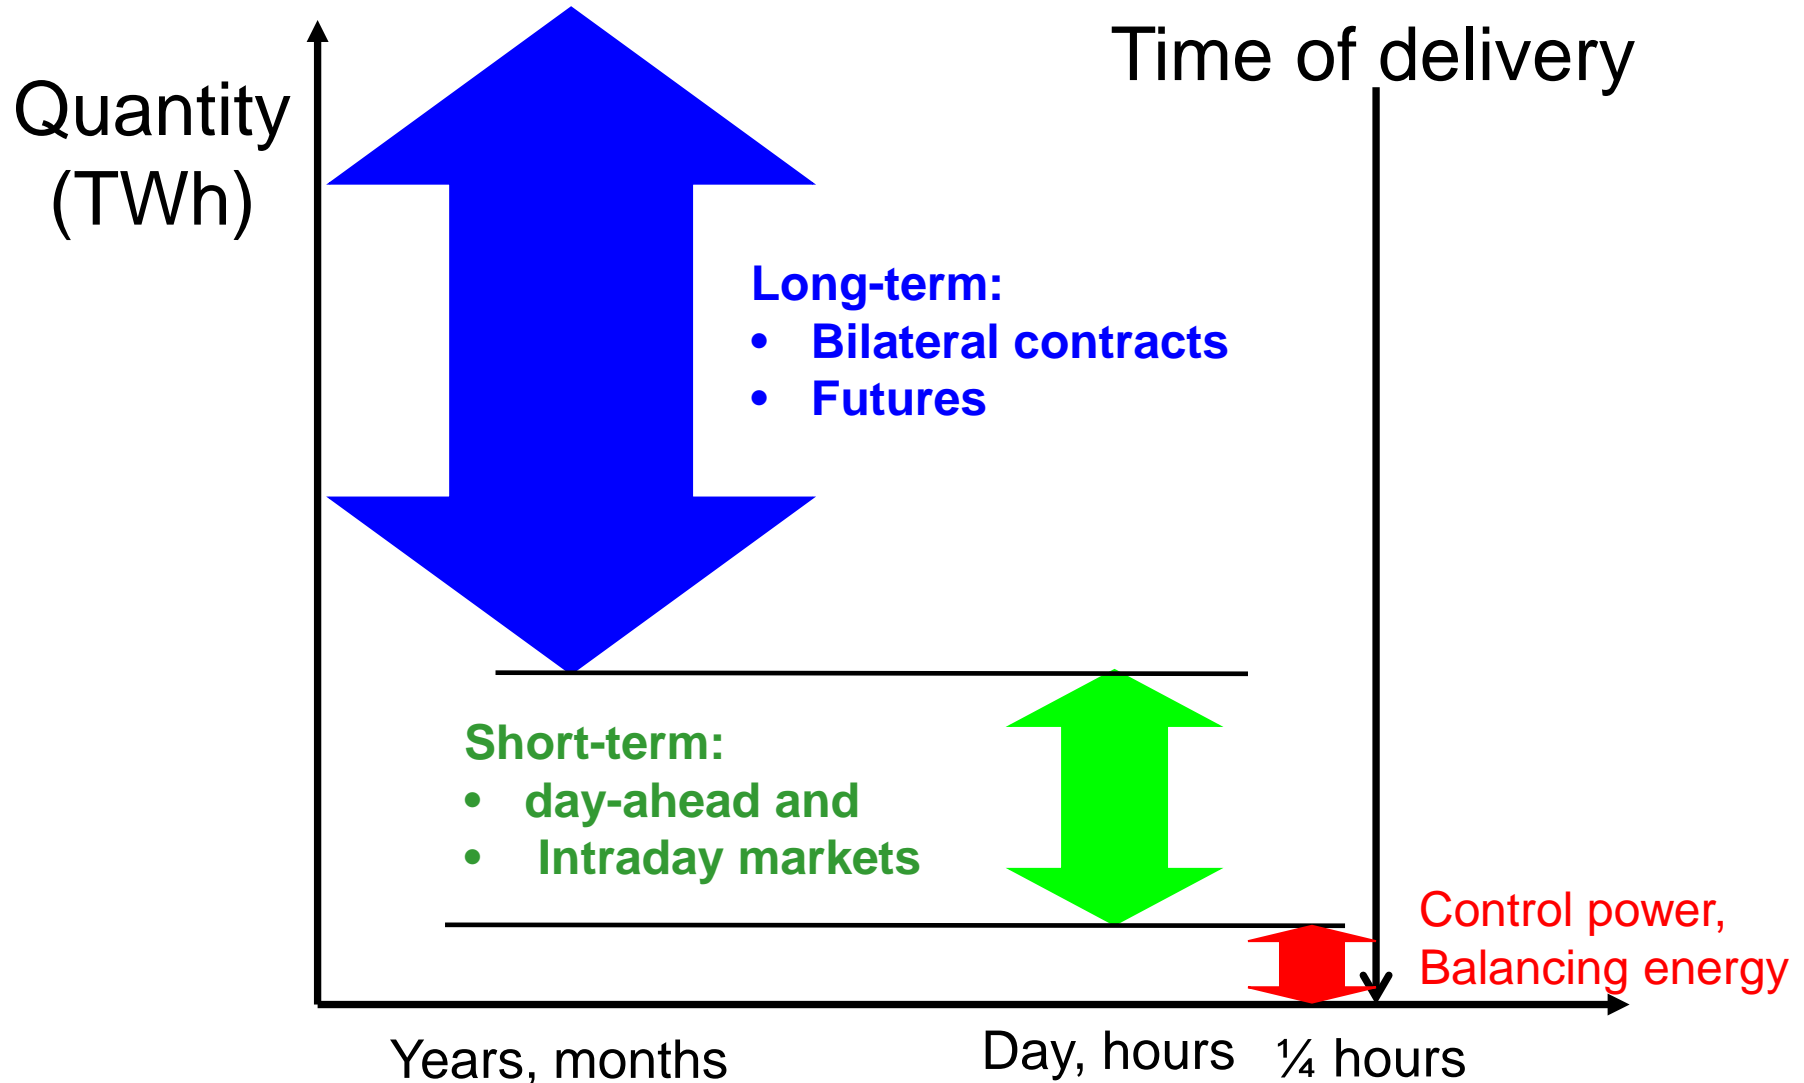 Quantity
(TWh)
Time of delivery
Long-term:
• Bilateral contracts
• Futures
Short-term:
• day-ahead and
• Intraday markets
Control power,
Balancing energy
Years, months
Day, hours
¼ hours